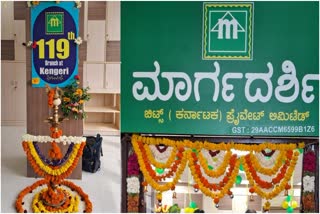 119th
Branch at
Kengeri
ಮಾರ್ಗದರ್ಶಿ
ಚಿಟ್ಸ್ ( ಕರ್ನಾಟಕ) ಪ್ರೈವೇಟ್ ಲಿಮಿಟೆಡ್
GST : 29AACCM6599B1Z6